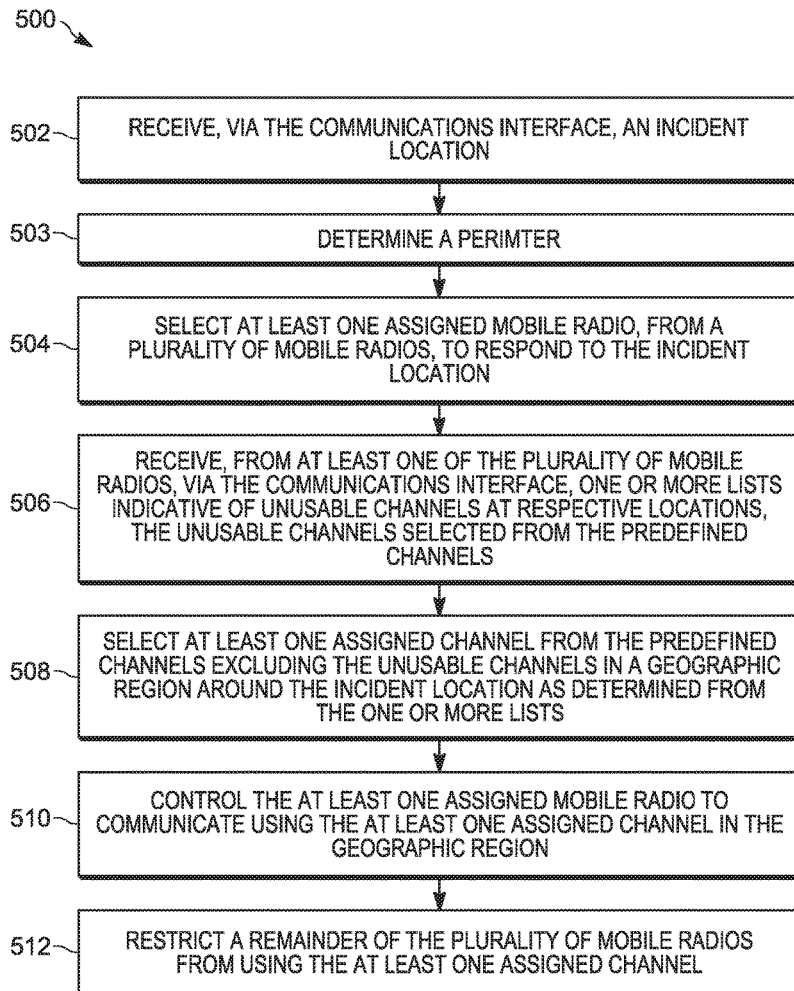 500
502
RECEIVE, VIA THE COMMUNICATIONS INTERFACE, AN INCIDENT
LOCATION
503
DETERMINE A PERIMTER
504
SELECT AT LEAST ONE ASSIGNED MOBILE RADIO, FROM A
PLURALITY OF MOBILE RADIOS, TO RESPOND TO THE INCIDENT
LOCATION
506
RECEIVE, FROM AT LEAST ONE OF THE PLURALITY OF MOBILE
RADIOS, VIA THE COMMUNICATIONS INTERFACE, ONE OR MORE LISTS
INDICATIVE OF UNUSABLE CHANNELS AT RESPECTIVE LOCATIONS,
THE UNUSABLE CHANNELS SELECTED FROM THE PREDEFINED
CHANNELS
508
SELECT AT LEAST ONE ASSIGNED CHANNEL FROM THE PREDEFINED
CHANNELS EXCLUDING THE UNUSABLE CHANNELS IN A GEOGRAPHIC
REGION AROUND THE INCIDENT LOCATION AS DETERMINED FROM
THE ONE OR MORE LISTS
510
CONTROL THE AT LEAST ONE ASSIGNED MOBILE RADIO TO
COMMUNICATE USING THE AT LEAST ONE ASSIGNED CHANNEL IN THE
GEOGRAPHIC REGION
512
RESTRICT A REMAINDER OF THE PLURALITY OF MOBILE RADIOS
FROM USING THE AT LEAST ONE ASSIGNED CHANNEL